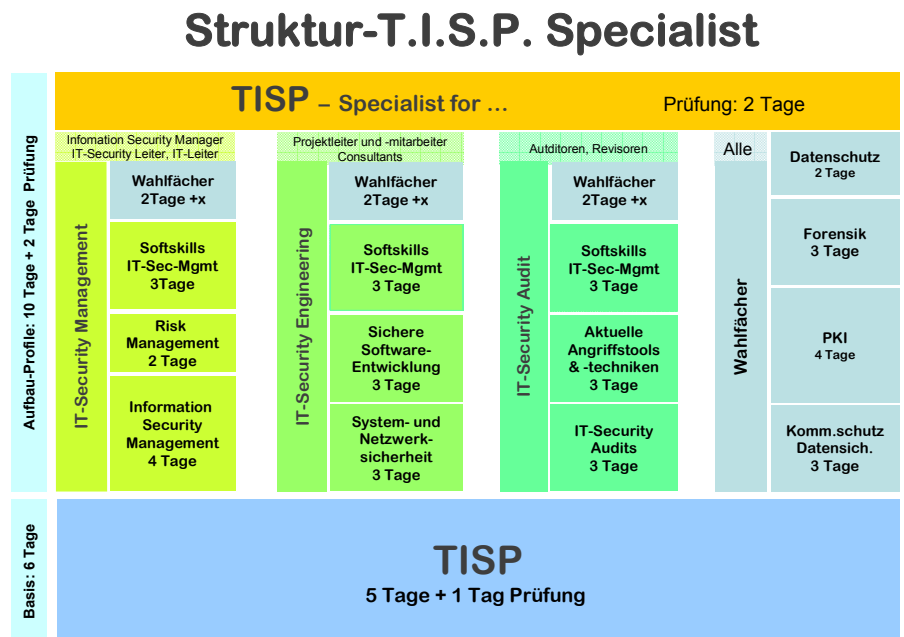 Struktur-T.I.S.P. Specialist
TISP – Specialist for ...
Prüfung: 2 Tage
Aufbau-Profile: 10 Tage + 2 Tage Prüfung
Infomation Security Manager
IT-Security Leiter, IT-Leiter
IT-Security Management
Wahlfächer
2Tage +x
Softskills
IT-Sec-Mgmt
3Tage
Risk
Management
2 Tage
Information
Security
Management
4 Tage
Projektleiter und -mitarbeiter
Consultants
IT-Security Engineering
Wahlfächer
2Tage +x
Softskills
IT-Sec-Mgmt
3 Tage
Sichere
Software-
Entwicklung
3 Tage
System- und
Netzwerk-
sicherheit
3 Tage
Autditoren, Revisoren
IT-Security Audit
Wahlfächer
2Tage +x
Softskills
IT-Sec-Mgmt
3 Tage
Aktuelle
Angriffstools
& -techniken
3 Tage
IT-Security
Audits
3 Tage
Alle
Wahlfächer
Datenschutz
2 Tage
Forensik
3 Tage
PKI
4 Tage
Komm.schutz
Datensich.
3 Tage
Basis: 6 Tage
TISP
5 Tage + 1 Tag Prüfung